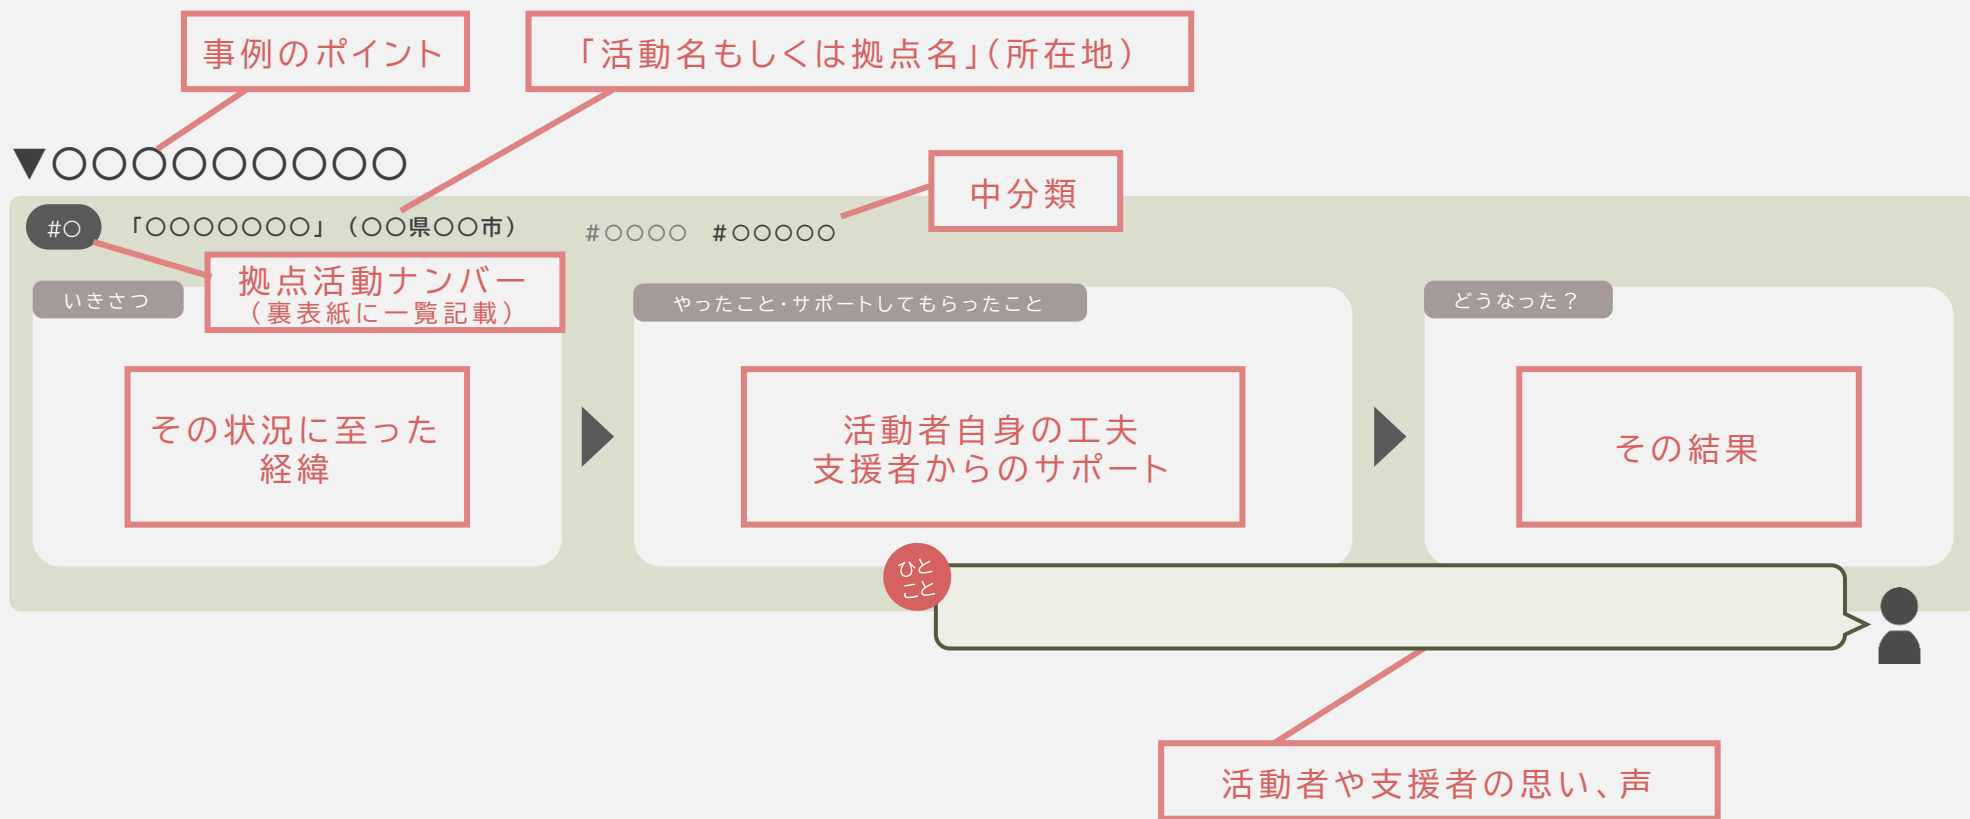 事例のポイント
「活動名もしくは拠点名」（所在地）
▼○○○○○○○○○
中分類
#○
「○○○○○○○」（○○県○○市）
#○○○○ #○○○○○
拠点活動ナンバー
（裏表紙に一覧記載）
いきさつ
やったこと・サポートしてもらったこと
どうなった？
その状況に至った
経緯
活動者自身の工夫
支援者からのサポート
その結果
ひと
こと
活動者や支援者の思い、声